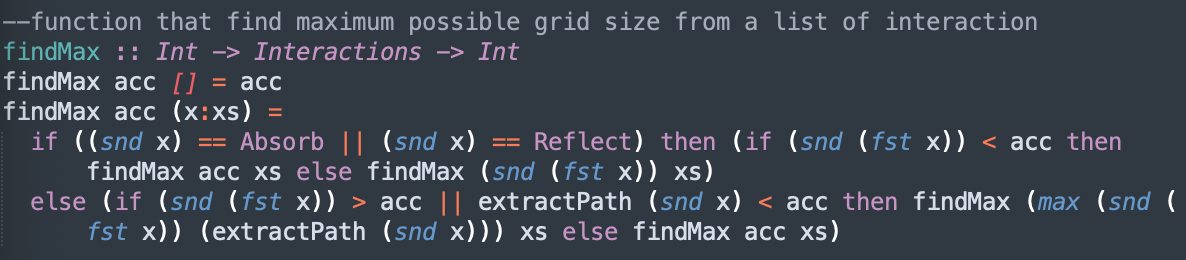 --function that find maximum possible grid size from a list of interaction
findMax :: Int -> Interactions -> Int
findMax acc [] = acc
findMax acc (x:xs) =
  if ((snd x) == Absorb || (snd x) == Reflect) then (if (snd (fst x)) < acc then
      findMax acc xs else findMax (snd (fst x)) xs)
  else (if (snd (fst x)) > acc || extractPath (snd x) < acc then findMax (max (snd (
      fst x)) (extractPath (snd x))) xs else findMax acc xs)